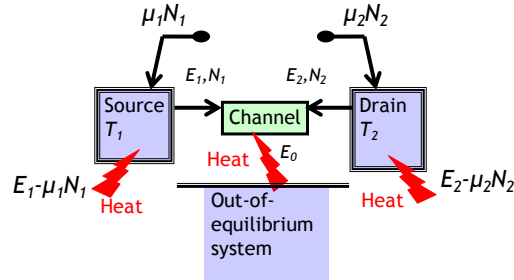 μ₁N₁
μ₂N₂
E₁,N₁
E₂,N₂
Source
T₁
Channel
Drain
T₂
Heat
E₀
E₁-μ₁N₁
Heat
E₂-μ₂N₂
Heat
Out-of-
equilibrium
system